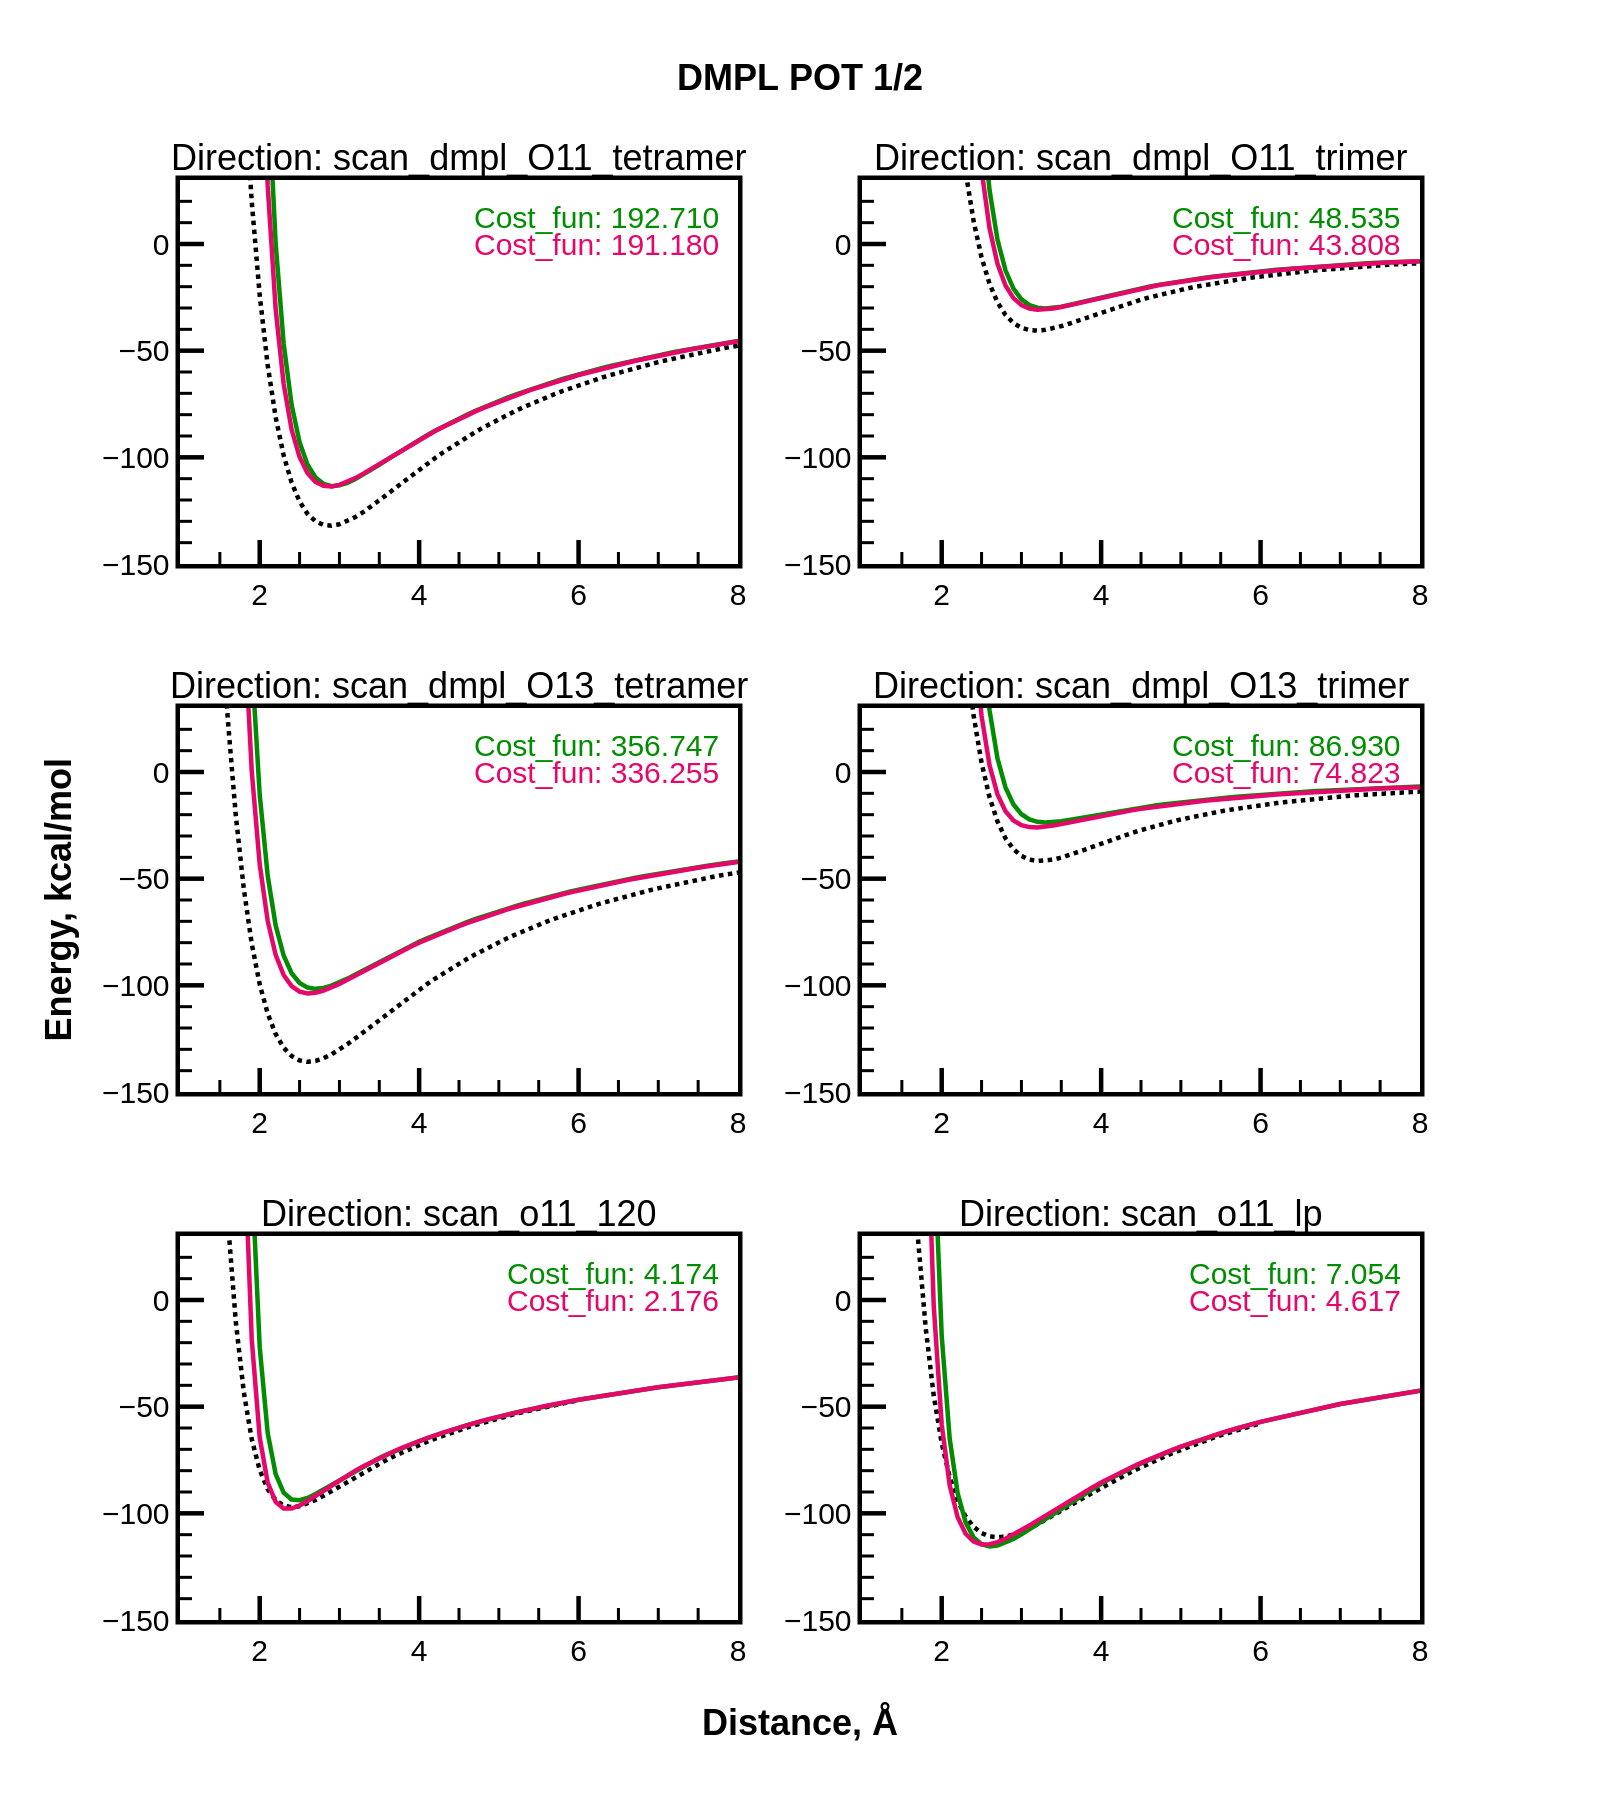 DMPL POT 1/2
Direction: scan_dmpl_O11_tetramer
Cost_fun: 192.710
Cost_fun: 191.180
0
−50
−100
−150
2 4 6 8
Direction: scan_dmpl_O11_trimer
Cost_fun: 48.535
Cost_fun: 43.808
0
−50
−100
−150
2 4 6 8
Energy, kcal/mol
Direction: scan_dmpl_O13_tetramer
Cost_fun: 356.747
Cost_fun: 336.255
0
−50
−100
−150
2 4 6 8
Direction: scan_dmpl_O13_trimer
Cost_fun: 86.930
Cost_fun: 74.823
0
−50
−100
−150
2 4 6 8
Direction: scan_o11_120
Cost_fun: 4.174
Cost_fun: 2.176
0
−50
−100
−150
2 4 6 8
Direction: scan_o11_lp
Cost_fun: 7.054
Cost_fun: 4.617
0
−50
−100
−150
2 4 6 8
Distance, Å